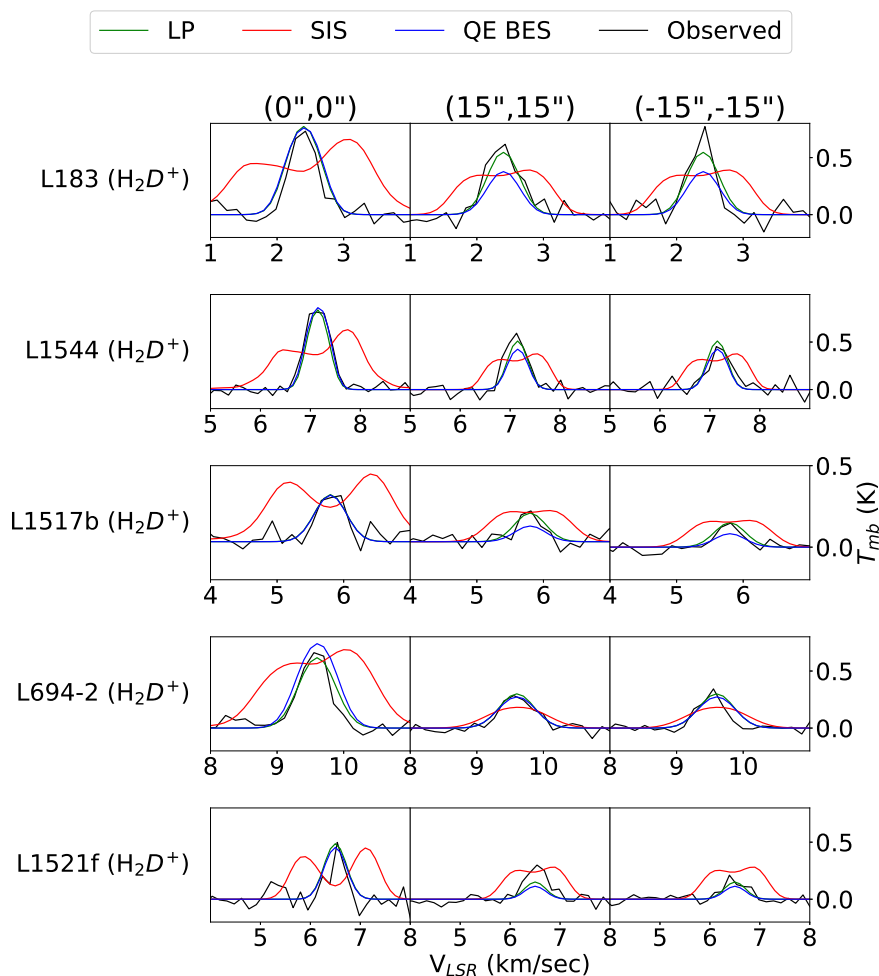 LP SIS QE BES Observed
(0",0") (15",15") (-15",-15")
L183 (H₂D⁺)
0.5
0.0
1 2 3 1 2 3 1 2 3
L1544 (H₂D⁺)
0.5
0.0
5 6 7 8 5 6 7 8 5 6 7 8
L1517b (H₂D⁺)
0.5
0.0
T_mb (K)
4 5 6 4 5 6 4 5 6
L694-2 (H₂D⁺)
0.5
0.0
8 9 10 8 9 10 8 9 10
L1521f (H₂D⁺)
0.5
0.0
5 6 7 8 5 6 7 8 5 6 7 8
V_LSR (km/sec)